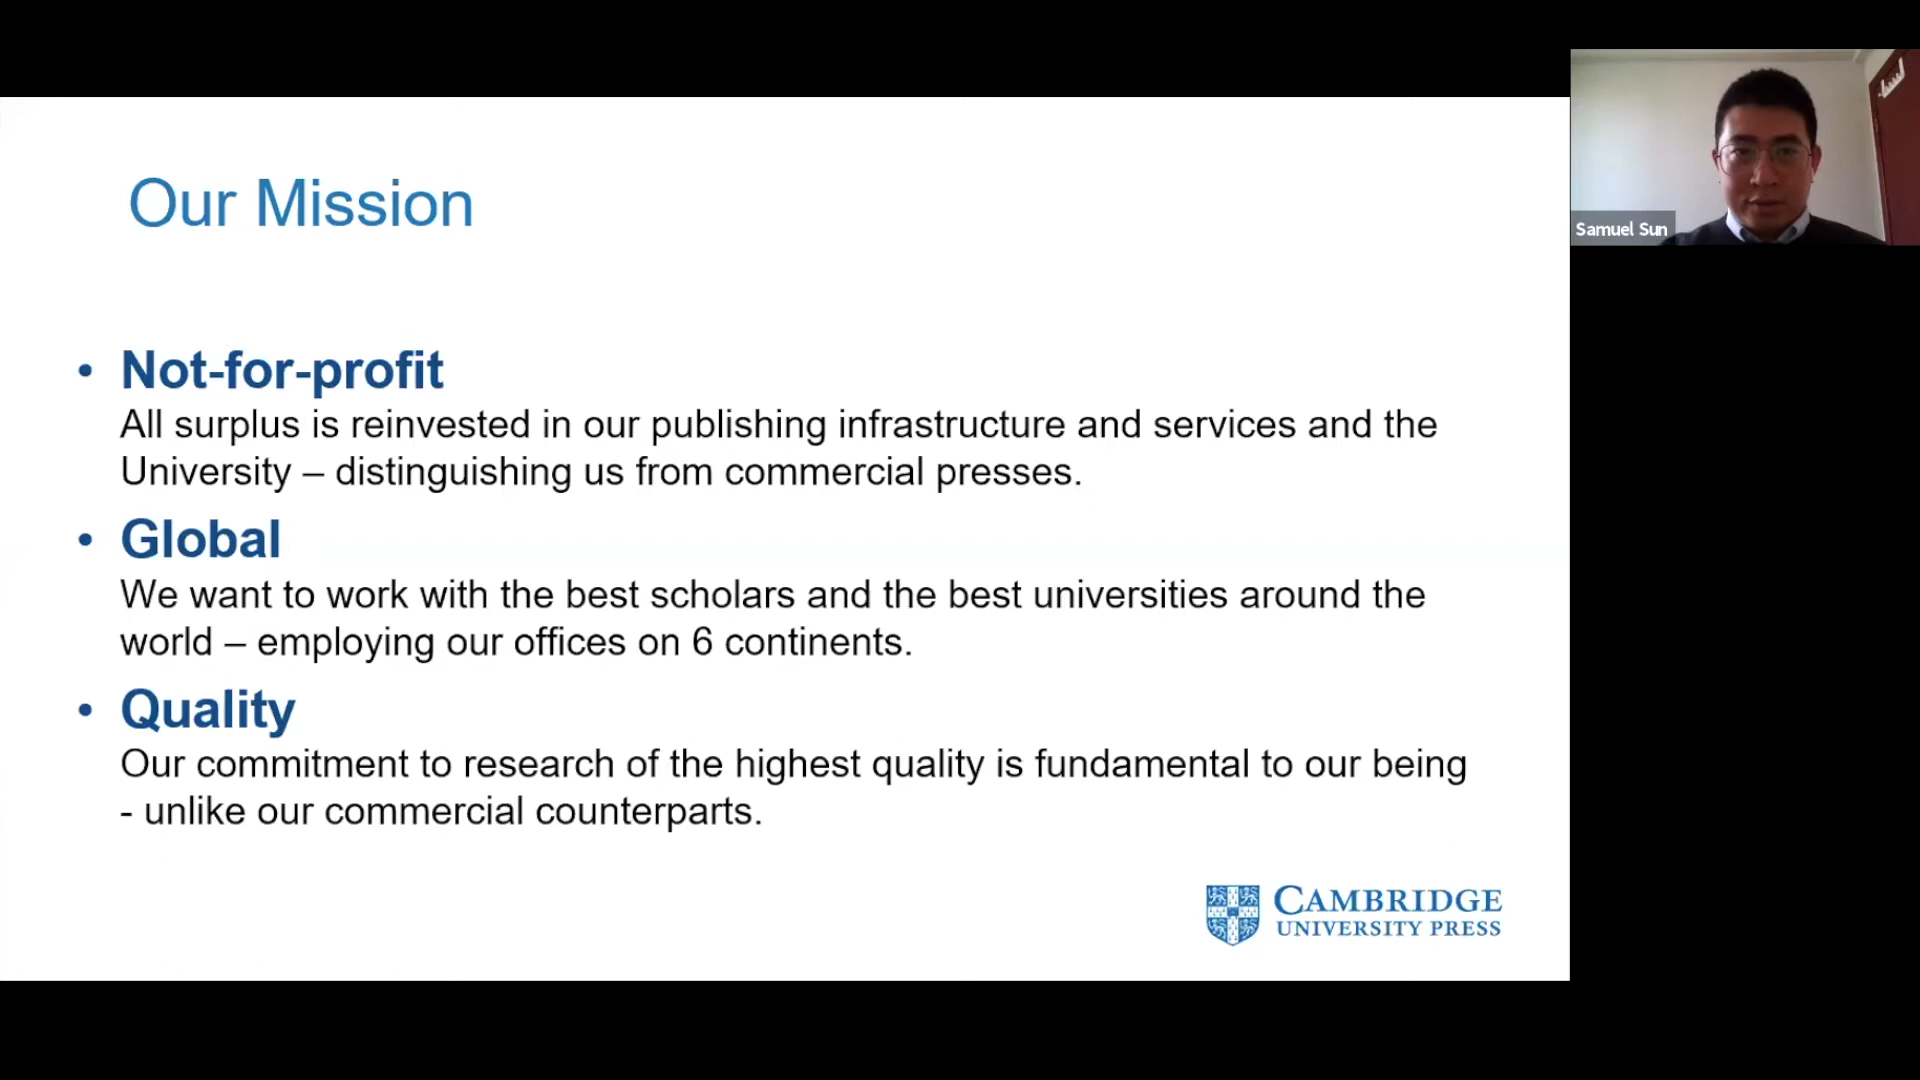 Our Mission
Samuel Sun
• Not-for-profit
All surplus is reinvested in our publishing infrastructure and services and the
University – distinguishing us from commercial presses.
• Global
We want to work with the best scholars and the best universities around the
world – employing our offices on 6 continents.
• Quality
Our commitment to research of the highest quality is fundamental to our being
- unlike our commercial counterparts.
CAMBRIDGE
UNIVERSITY PRESS